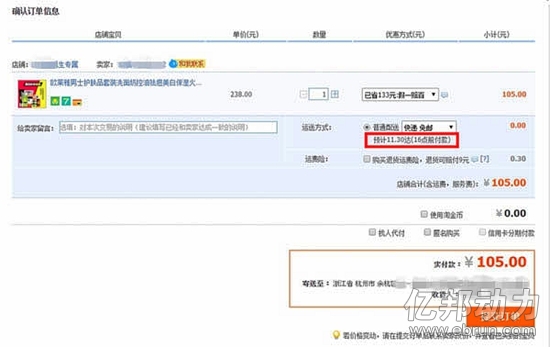 确认订单信息
店铺宝贝 单价(元) 数量 优惠方式(元) 小计(元)
店铺： 生专属 卖家： 和我联系
欧莱雅男士护肤品套装洗面奶控油祛痘美白保湿火...
238.00 - 1 + 已省133元:假一赔百 105.00
7
给卖家留言： 选填：对本次交易的说明（建议填写已经和卖家达成一致的说明）
运送方式： 普通配送 快递 免邮 0.00
预计11.30达(16点前付款)
运费险： 购买退货运费险，退货可赔付9元 [?] 0.30
店铺合计(含运费，服务费)： ￥105.00
使用淘金币 ￥0.00
找人代付 匿名购买 信用卡分期付款
实付款： ￥105.00
寄送至： 浙江省 杭州市 余杭
收货人：
提交订单
若价格变动，请在提交订单后联系卖家改价，并查看已买到的宝贝
亿邦动力
www.ebrun.com